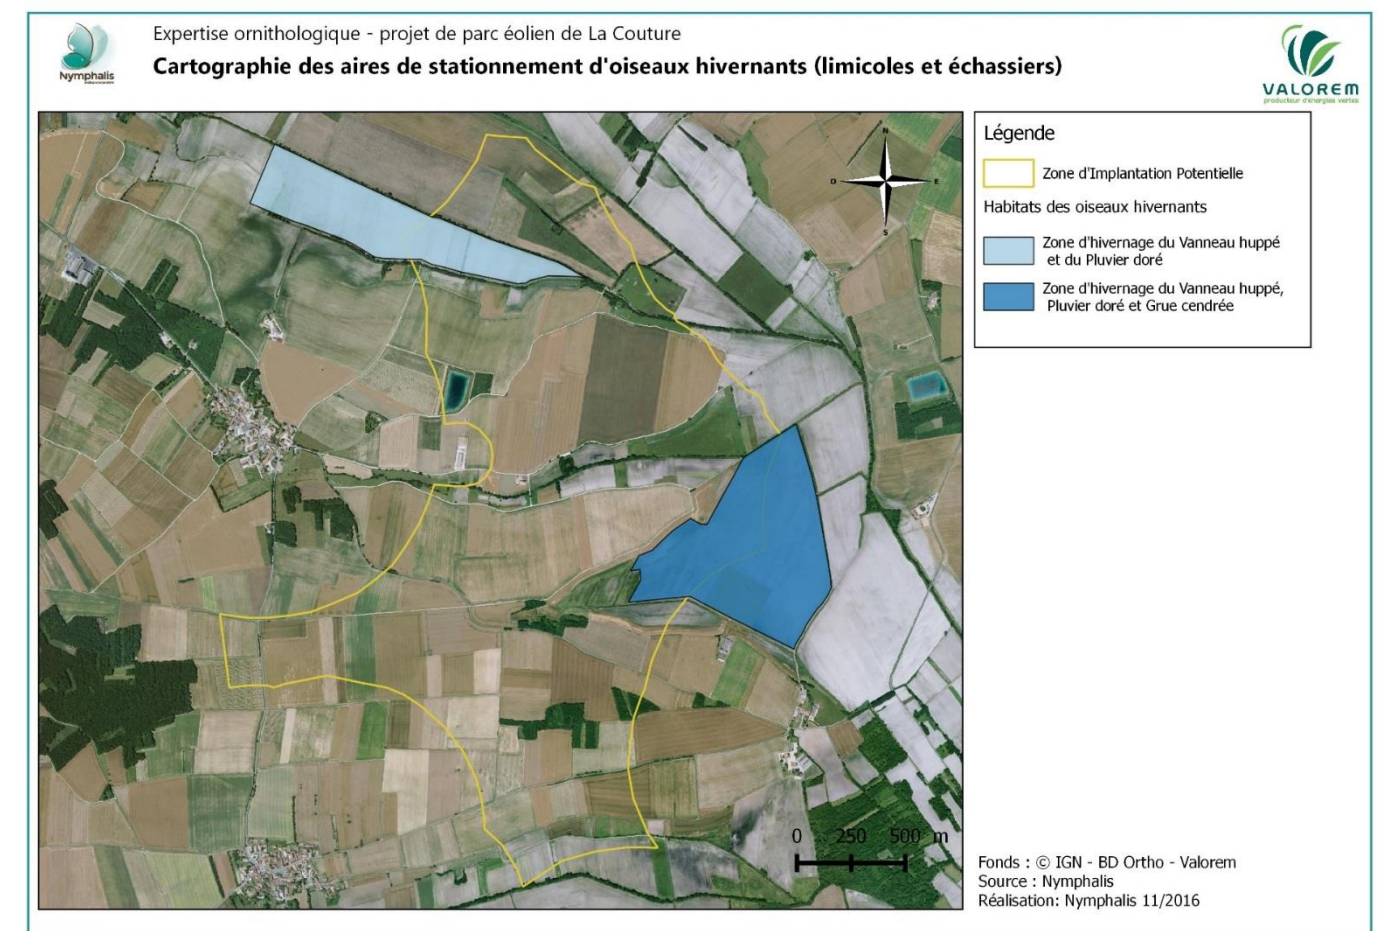 Expertise ornithologique - projet de parc éolien de La Couture
Cartographie des aires de stationnement d'oiseaux hivernants (limicoles et échassiers)
Nymphalis
VALOREM
producteur d'énergies vertes
N
O
E
S
Légende
Zone d'Implantation Potentielle
Habitats des oiseaux hivernants
Zone d'hivernage du Vanneau huppé
et du Pluvier doré
Zone d'hivernage du Vanneau huppé,
Pluvier doré et Grue cendrée
0 250 500 m
Fonds : © IGN - BD Ortho - Valorem
Source : Nymphalis
Réalisation: Nymphalis 11/2016